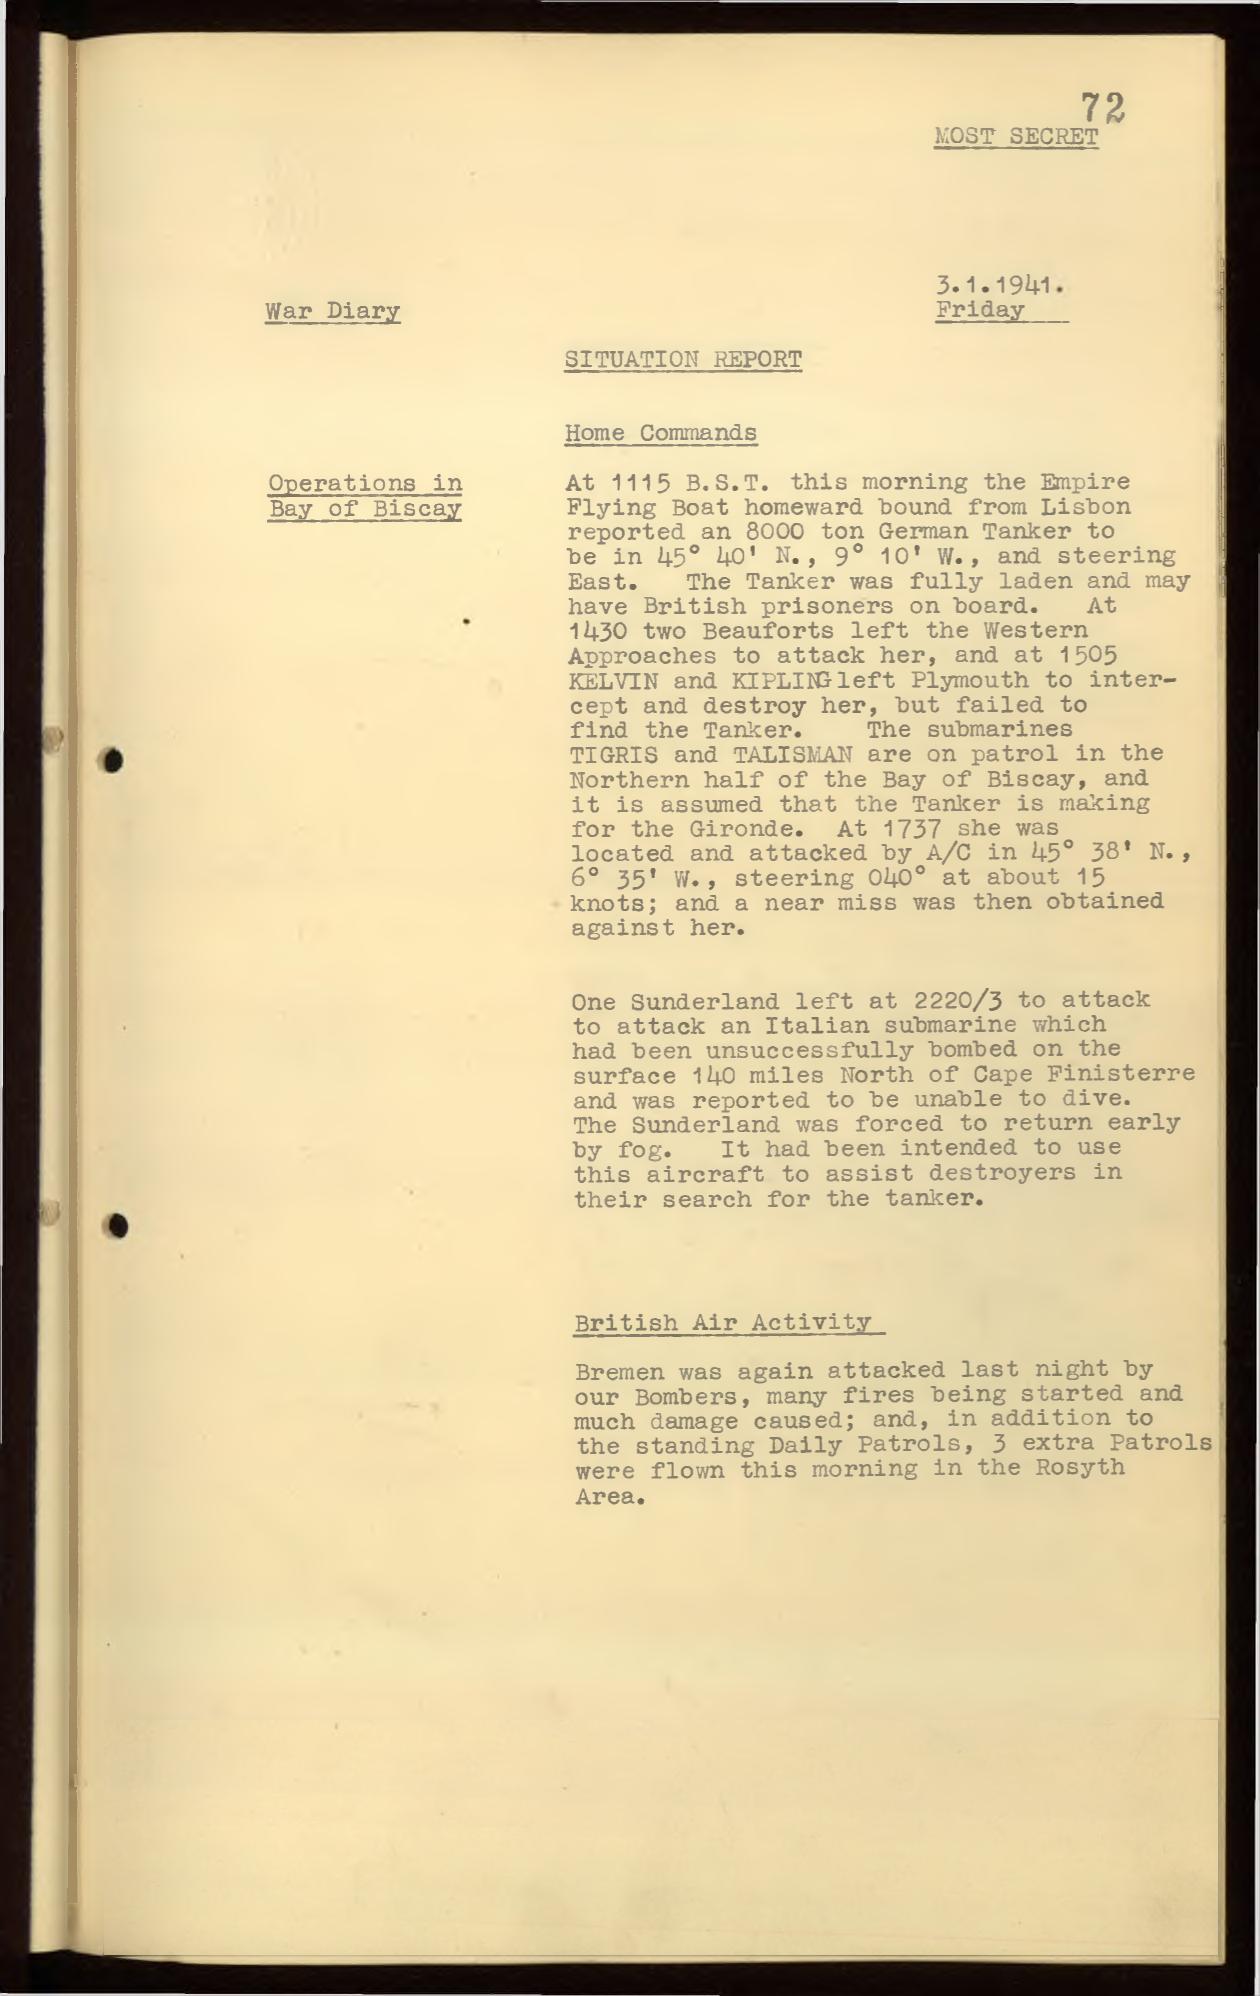 72
MOST SECRET
3.1.1941.
War Diary
Friday
SITUATION REPORT
Home Commands
Operations in
Bay of Biscay
At 1115 B.S.T. this morning the Empire
Flying Boat homeward bound from Lisbon
reported an 8000 ton German Tanker to
be in 45° 40' N., 9° 10' W., and steering
East. The Tanker was fully laden and may
have British prisoners on board. At
1430 two Beauforts left the Western
Approaches to attack her, and at 1505
KELVIN and KIPLING left Plymouth to inter-
cept and destroy her, but failed to
find the Tanker. The submarines
TIGRIS and TALISMAN are on patrol in the
Northern half of the Bay of Biscay, and
it is assumed that the Tanker is making
for the Gironde. At 1737 she was
located and attacked by A/C in 45° 38' N.,
6° 35' W., steering 040° at about 15
knots; and a near miss was then obtained
against her.
One Sunderland left at 2220/3 to attack
to attack an Italian submarine which
had been unsuccessfully bombed on the
surface 140 miles North of Cape Finisterre
and was reported to be unable to dive.
The Sunderland was forced to return early
by fog. It had been intended to use
this aircraft to assist destroyers in
their search for the tanker.
British Air Activity
Bremen was again attacked last night by
our Bombers, many fires being started and
much damage caused; and, in addition to
the standing Daily Patrols, 3 extra Patrols
were flown this morning in the Rosyth
Area.